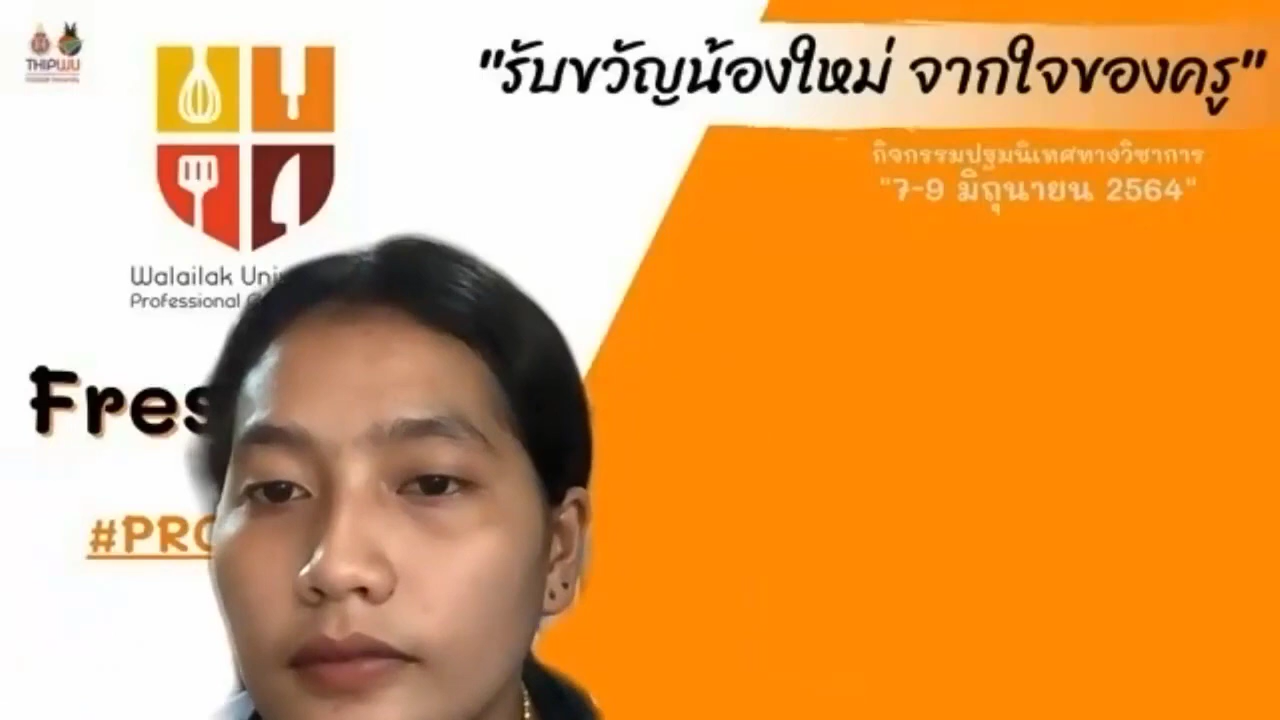 THIPWU
"รับขวัญน้องใหม่ จากใจของครู"
กิจกรรมปฐมนิเทศทางวิชาการ
"7-9 มิถุนายน 2564"
Walailak Uni
Professional
Fres
#PRO